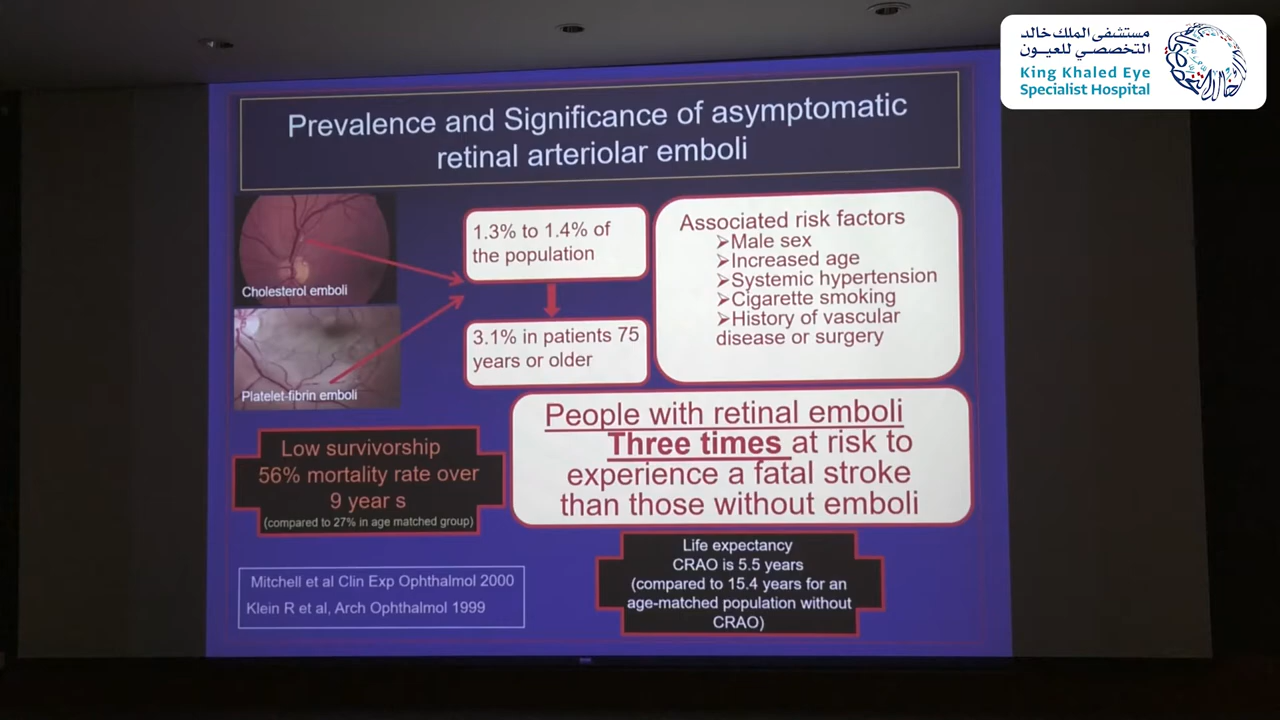 مستشفى الملك خالد
التخصصي للعيون
King Khaled Eye
Specialist Hospital
Prevalence and Significance of asymptomatic
retinal arteriolar emboli
Cholesterol emboli
Platelet-fibrin emboli
1.3% to 1.4% of
the population
3.1% in patients 75
years or older
Associated risk factors
➢Male sex
➢Increased age
➢Systemic hypertension
➢Cigarette smoking
➢History of vascular
disease or surgery
People with retinal emboli
Three times at risk to
experience a fatal stroke
than those without emboli
Low survivorship
56% mortality rate over
9 year s
(compared to 27% in age matched group)
Life expectancy
CRAO is 5.5 years
(compared to 15.4 years for an
age-matched population without
CRAO)
Mitchell et al Clin Exp Ophthalmol 2000
Klein R et al, Arch Ophthalmol 1999